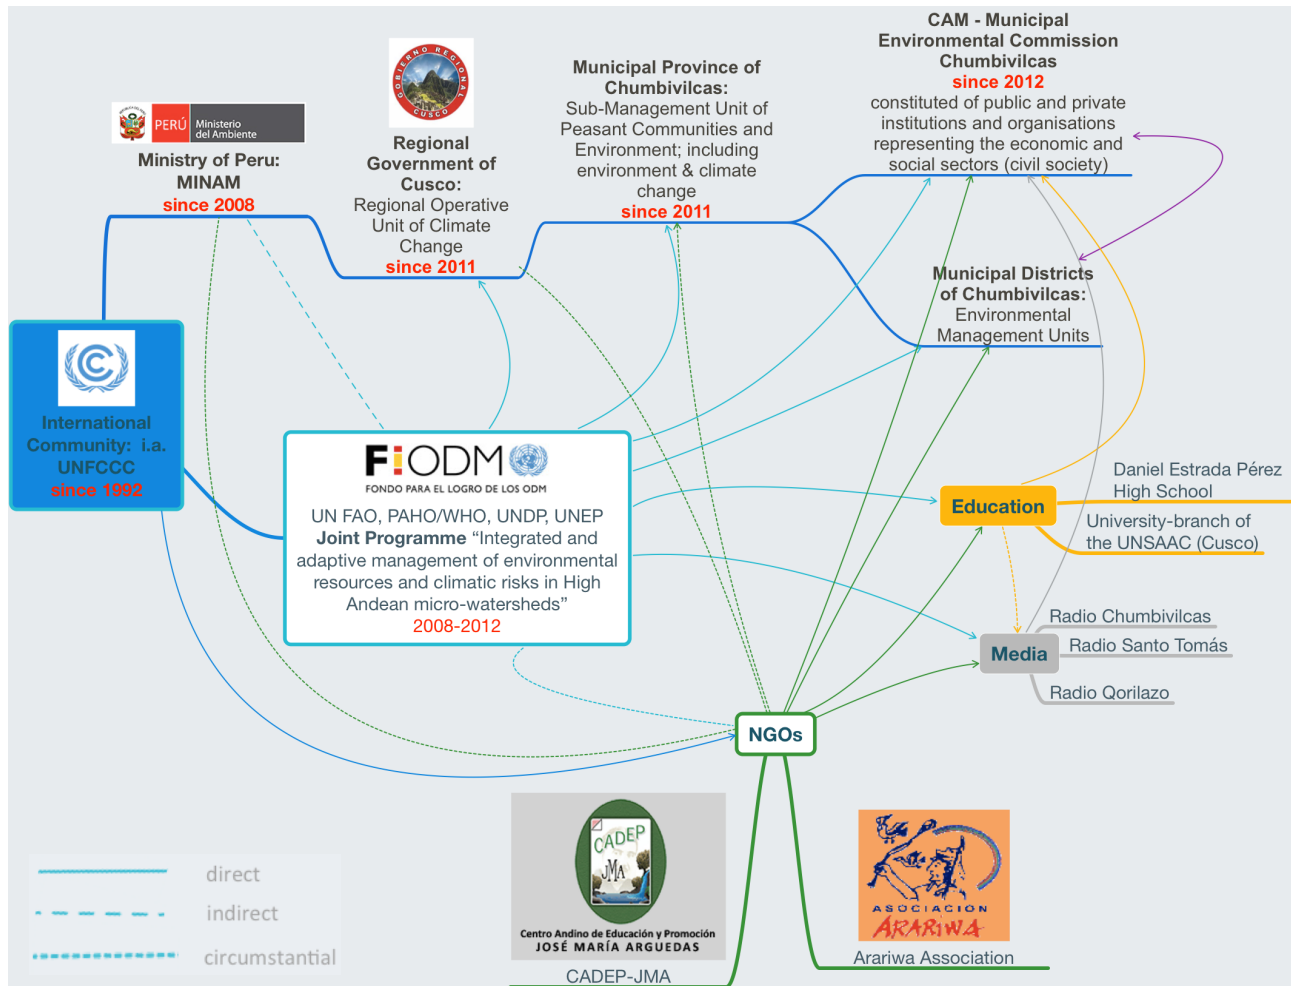 CAM - Municipal
Environmental Commission
Chumbivilcas
since 2012
constituted of public and private
institutions and organisations
representing the economic and
social sectors (civil society)
Municipal Province of
Chumbivilcas:
Sub-Management Unit of
Peasant Communities and
Environment; including
environment & climate
change
since 2011
GOBIERNO REGIONAL
CUSCO
Regional
Government of
Cusco:
Regional Operative
Unit of Climate
Change
since 2011
PERÚ
Ministerio
del Ambiente
Ministry of Peru:
MINAM
since 2008
Municipal Districts
of Chumbivilcas:
Environmental
Management Units
International
Community: i.a.
UNFCCC
since 1992
FiODM
FONDO PARA EL LOGRO DE LOS ODM
UN FAO, PAHO/WHO, UNDP, UNEP
Joint Programme “Integrated and
adaptive management of environmental
resources and climatic risks in High
Andean micro-watersheds”
2008-2012
Education
Daniel Estrada Pérez
High School
University-branch of
the UNSAAC (Cusco)
Media
Radio Chumbivilcas
Radio Santo Tomás
Radio Qorilazo
NGOs
CADEP
JMA
Centro Andino de Educación y Promoción
JOSÉ MARÍA ARGUEDAS
CADEP-JMA
ASOCIACION
ARARIWA
Arariwa Association
direct
indirect
circumstantial